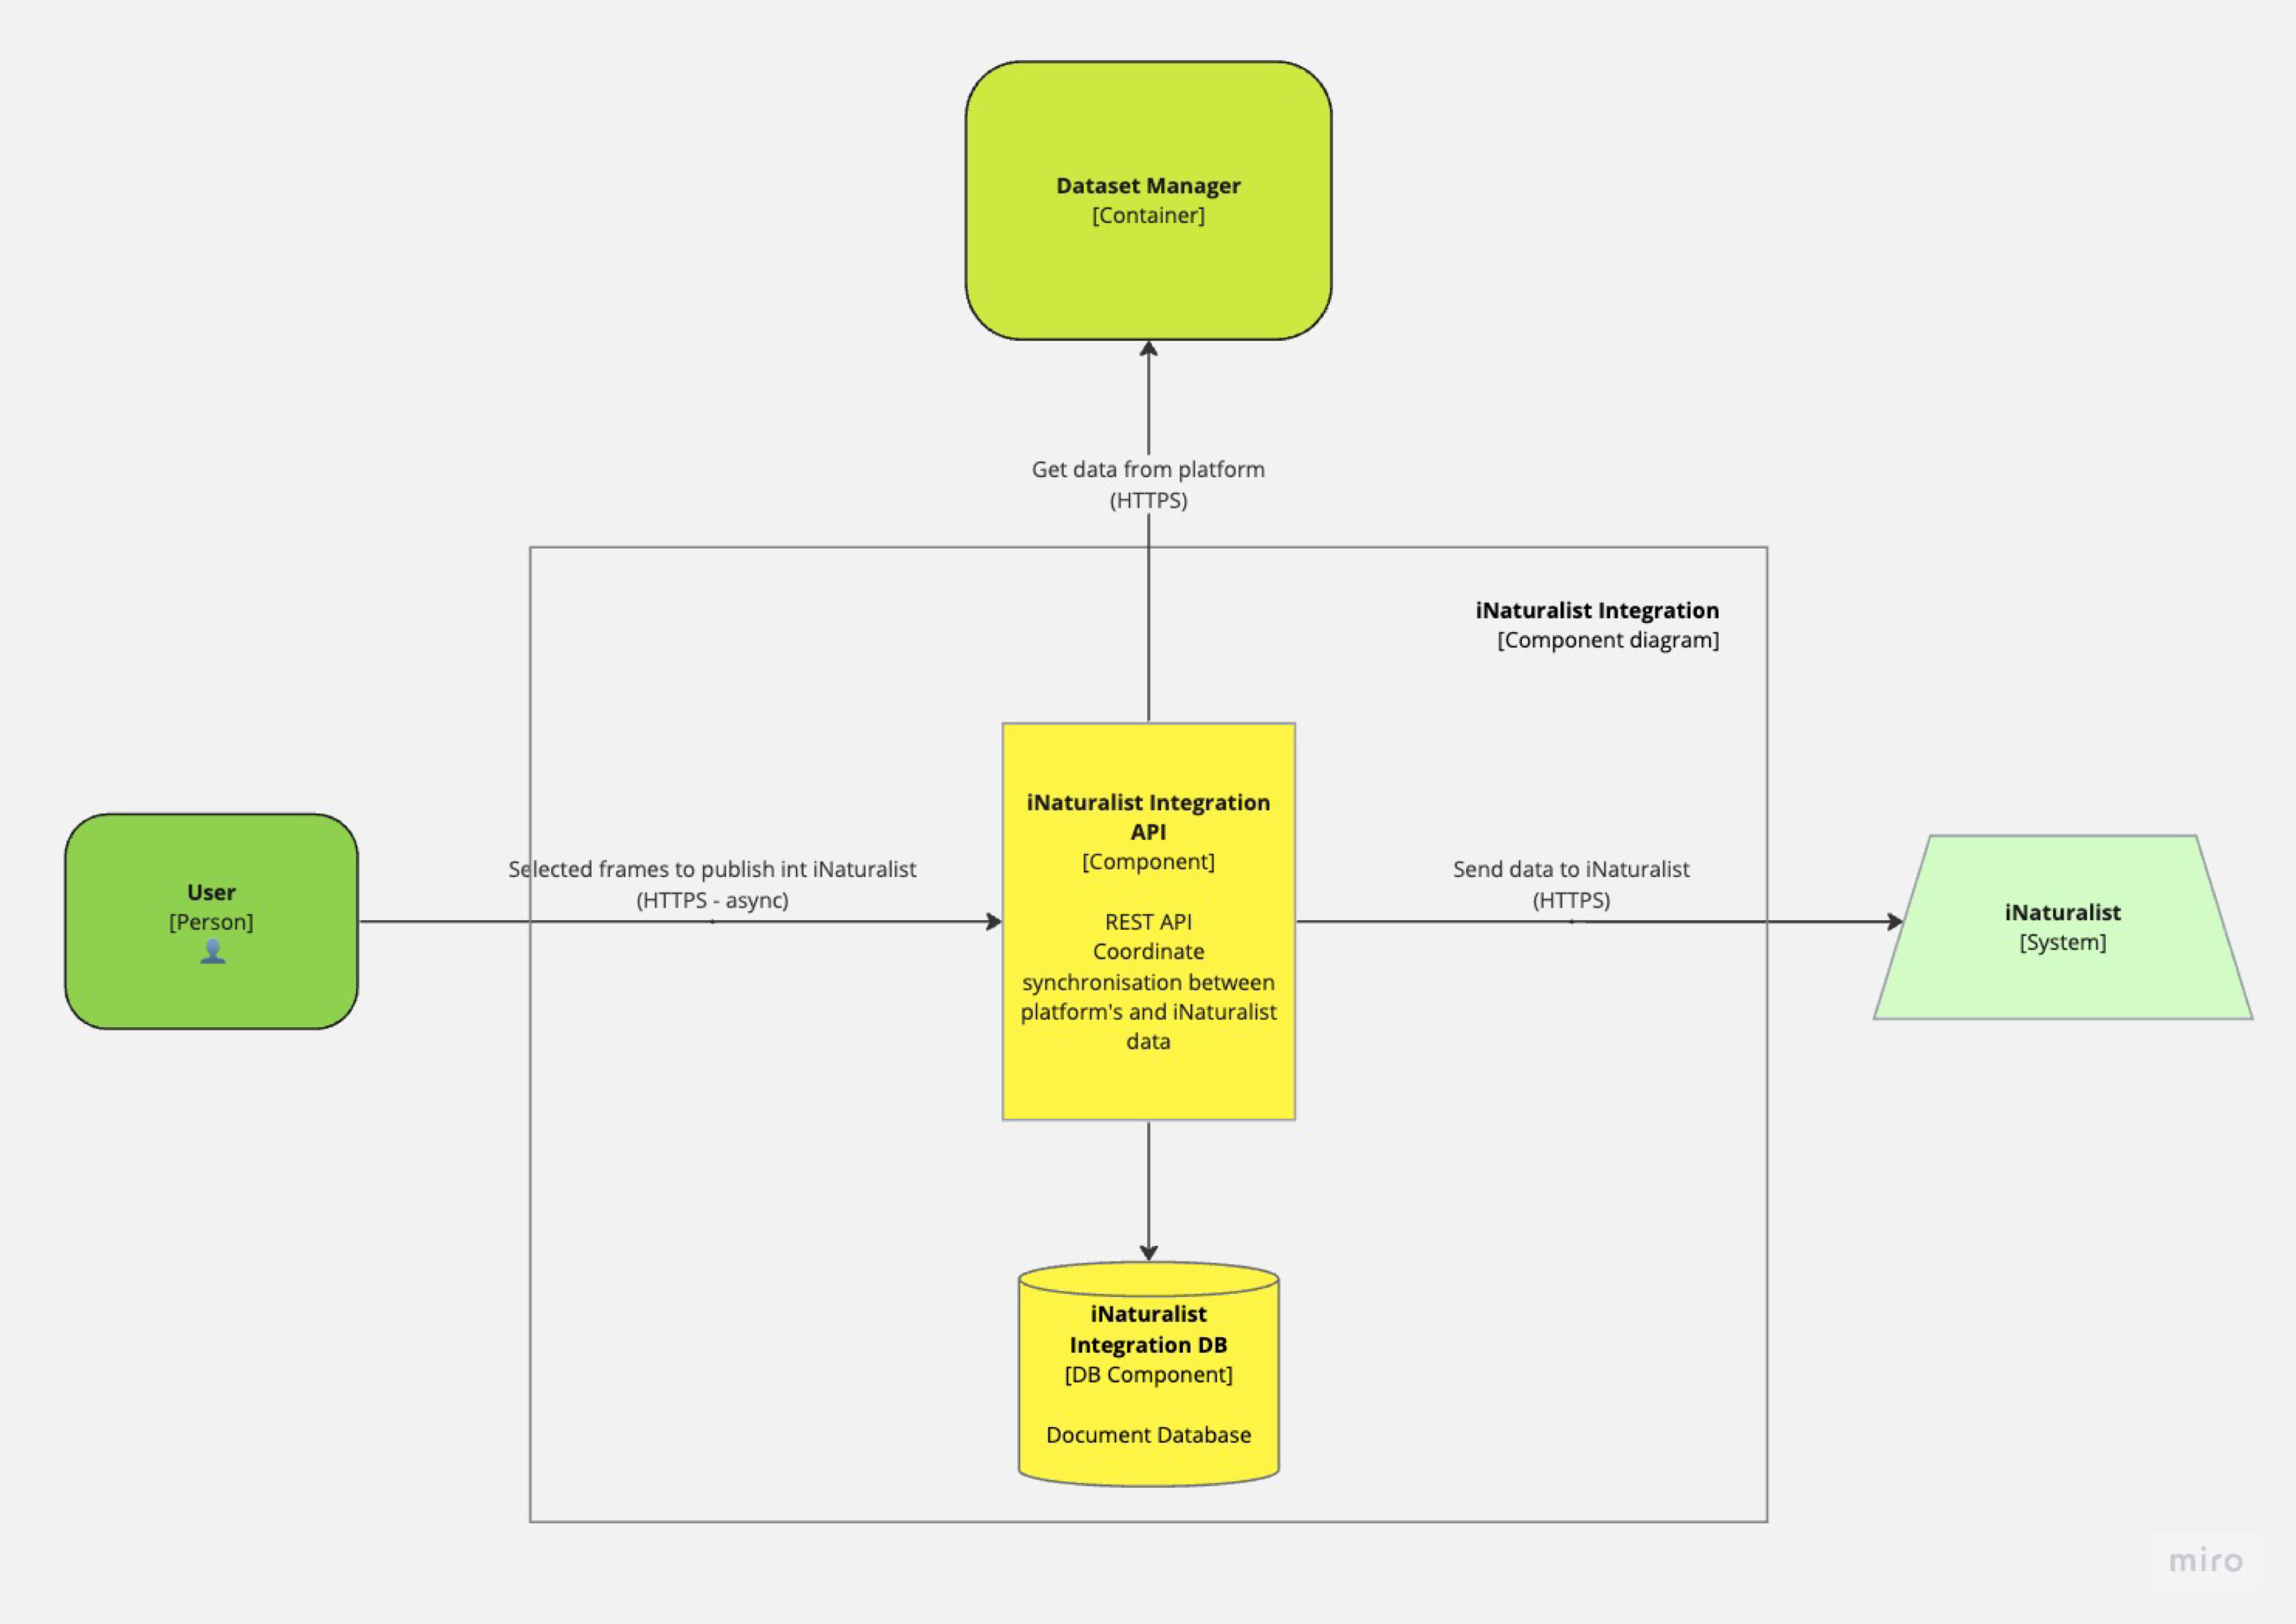 Dataset Manager
[Container]
Get data from platform
(HTTPS)
iNaturalist Integration
[Component diagram]
iNaturalist Integration
API
[Component]
REST API
Coordinate
synchronisation between
platform's and iNaturalist
data
User
[Person]
Selected frames to publish int iNaturalist
(HTTPS - async)
Send data to iNaturalist
(HTTPS)
iNaturalist
[System]
iNaturalist
Integration DB
[DB Component]
Document Database
miro